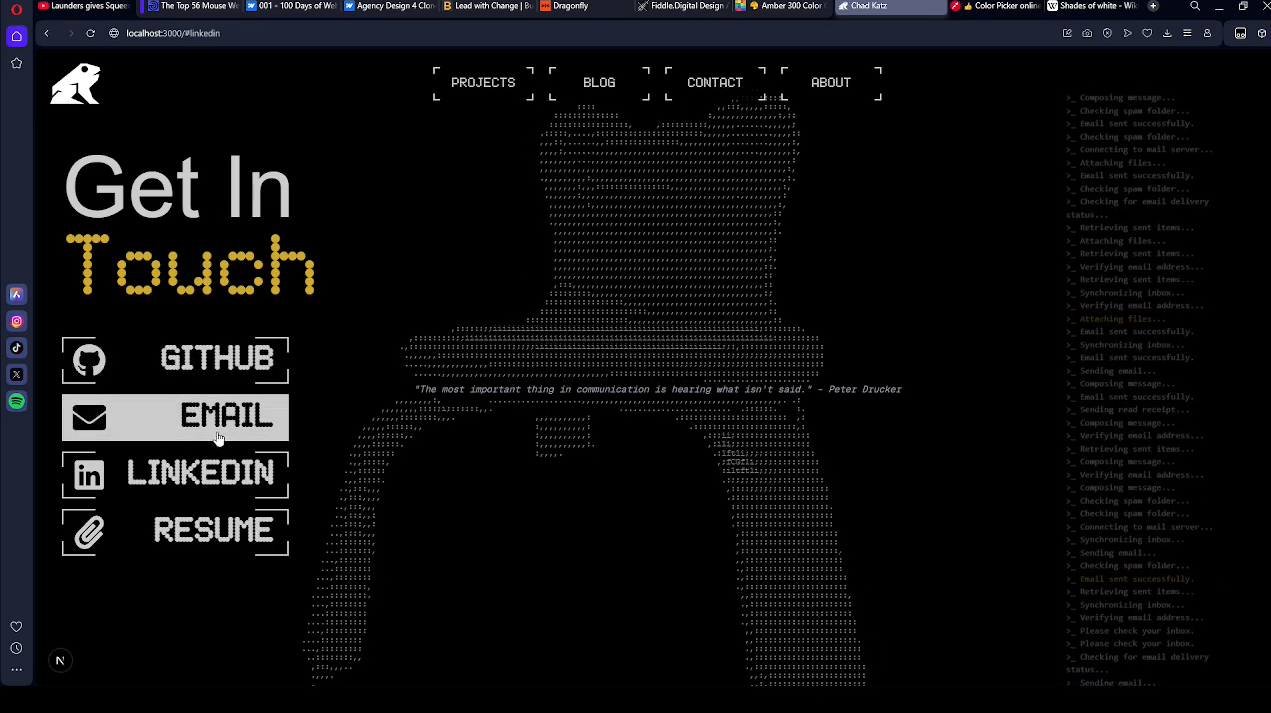 Launders gives Squee
The Top 56 Mouse We
001 - 100 Days of Wel
Agency Design 4 Clon
Lead with Change | Bu
Dragonfly
Fiddle.Digital Design A
Amber 300 Color C
Chad Katz
Color Picker online
Shades of white - Wiki
localhost:3000/#linkedin
PROJECTS
BLOG
CONTACT
ABOUT
Get In
Touch
GITHUB
EMAIL
LINKEDIN
RESUME
"The most important thing in communication is hearing what isn't said." - Peter Drucker
>_ Composing message...
>_ Checking spam folder...
>_ Email sent successfully.
>_ Checking spam folder...
>_ Connecting to mail server...
>_ Attaching files...
>_ Email sent successfully.
>_ Checking spam folder...
>_ Checking for email delivery
status...
>_ Retrieving sent items...
>_ Attaching files...
>_ Retrieving sent items...
>_ Verifying email address...
>_ Retrieving sent items...
>_ Synchronizing inbox...
>_ Verifying email address...
>_ Attaching files...
>_ Email sent successfully.
>_ Synchronizing inbox...
>_ Email sent successfully.
>_ Sending email...
>_ Composing message...
>_ Email sent successfully.
>_ Sending read receipt...
>_ Composing message...
>_ Verifying email address...
>_ Retrieving sent items...
>_ Composing message...
>_ Verifying email address...
>_ Composing message...
>_ Checking spam folder...
>_ Checking spam folder...
>_ Connecting to mail server...
>_ Synchronizing inbox...
>_ Sending email...
>_ Checking spam folder...
>_ Email sent successfully.
>_ Retrieving sent items...
>_ Synchronizing inbox...
>_ Verifying email address...
>_ Please check your inbox.
>_ Please check your inbox.
>_ Checking for email delivery
status...
>_ Sending email...